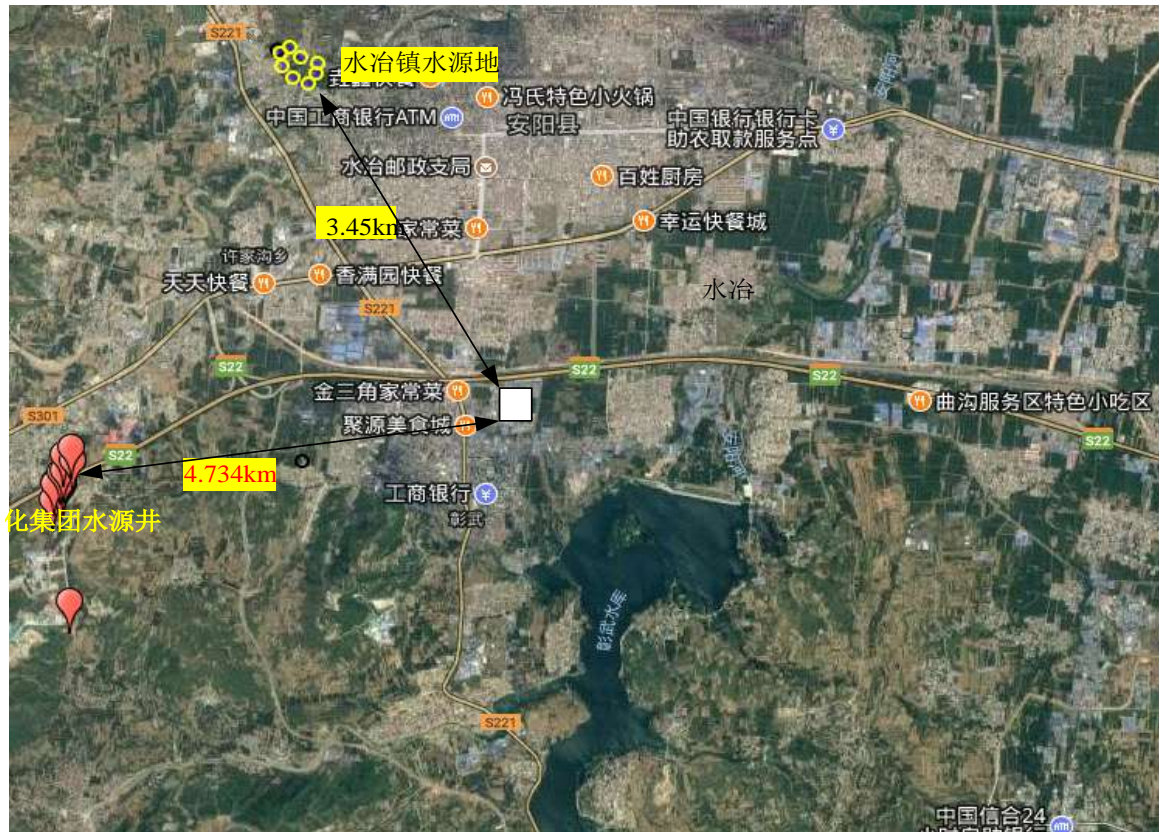 S221
水冶镇水源地
冯氏特色小火锅
中国工商银行ATM
ATM
安阳县
安阳河
中国银行银行卡
助农取款服务点
水冶邮政支局
百姓厨房
3.45km
家常菜
幸运快餐城
许家沟乡
天天快餐
香满园快餐
水冶
S221
S22
S22
S22
金三角家常菜
曲沟服务区特色小吃区
S301
聚源美食城
S22
S22
4.734km
工商银行
彰武
化集团水源井
彰武水库
S221
中国信合24
ATM